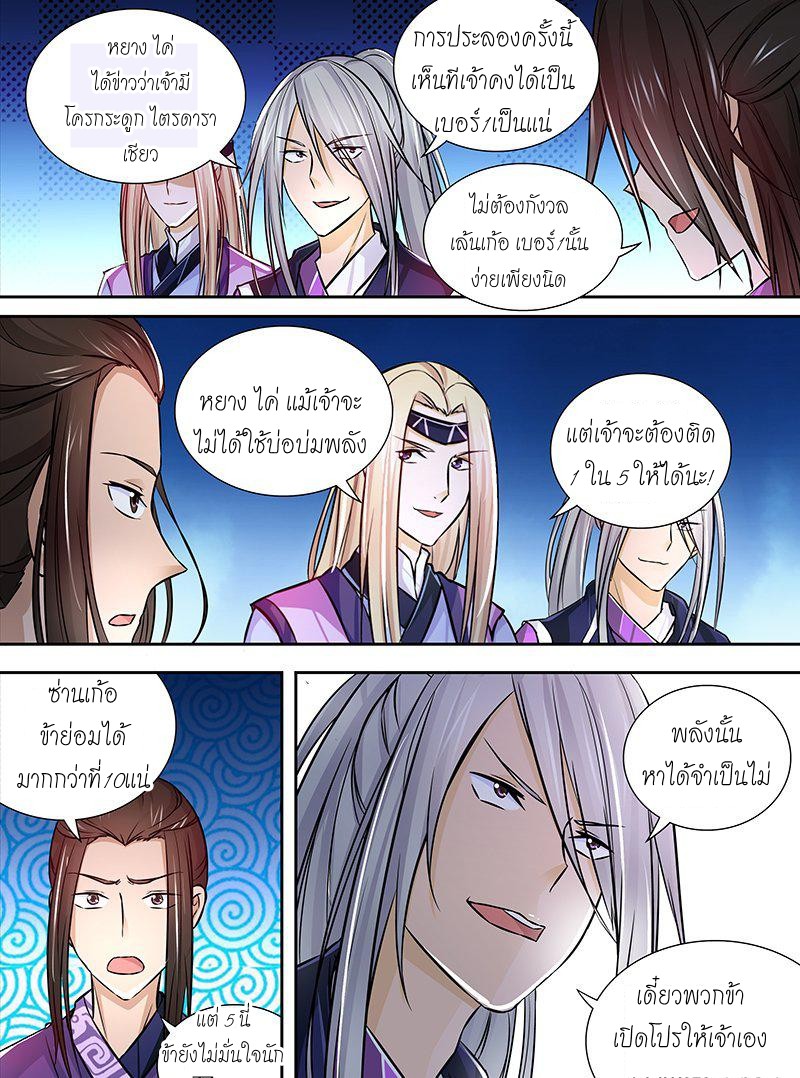 หยาง ไค่
ได้ข่าวว่าเจ้ามี
โครกระดูก ไตรดารา
เชียว
การประลองครั้งนี้
เห็นทีเจ้าคงได้เป็น
เบอร์1เป็นแน่
ไม่ต้องกังวล
เล้นเก้อ เบอร์1นั้น
ง่ายเพียงนิด
หยาง ไค่ แม้เจ้าจะ
ไม่ได้ใช้บ่อบ่มพลัง
แต่เจ้าจะต้องติด
1 ใน 5 ให้ได้นะ!
ซ่านเก้อ
ข้าย่อมได้
มากกว่าที่10แน่
แต่ 5 นี่
ข้ายังไม่มั่นใจนัก
พลังนั้น
หาได้จำเป็นไม่
เดี๋ยวพวกข้า
เปิดโปรให้เจ้าเอง